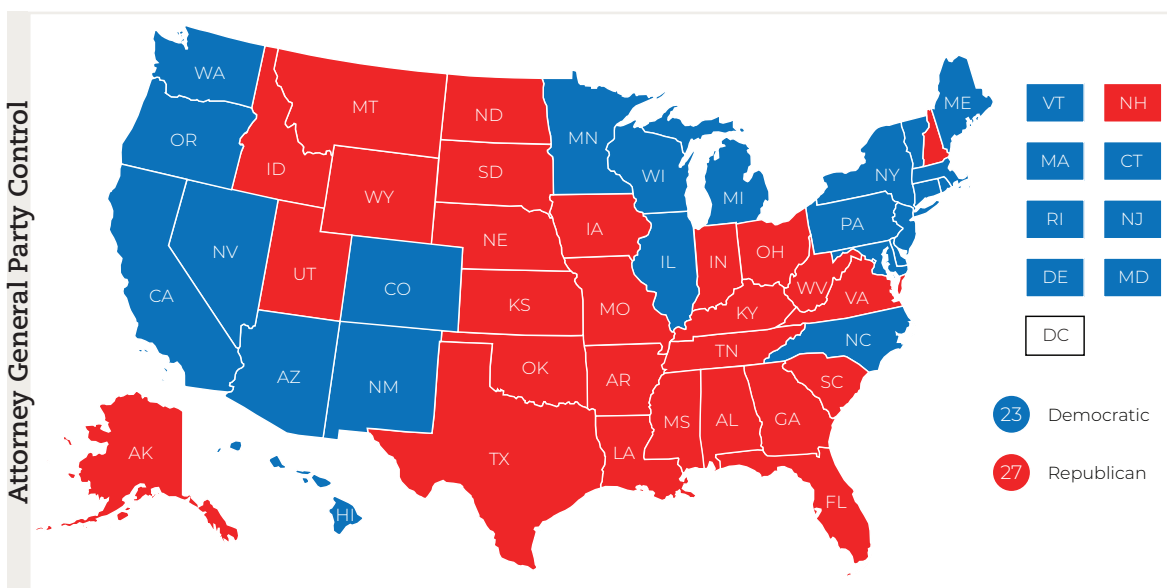 Attorney General Party Control
WA
MT
ND
MN
ME
VT
NH
OR
ID
SD
WI
MI
NY
MA
CT
WY
IA
PA
RI
NJ
NV
NE
IL
IN
OH
UT
CO
WV
VA
DE
MD
CA
KS
MO
KY
NC
DC
AZ
NM
OK
AR
TN
SC
MS
AL
GA
23 Democratic
AK
TX
LA
27 Republican
HI
FL